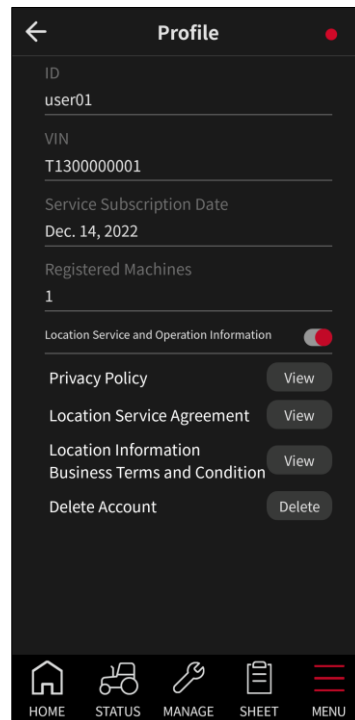 Profile
ID
user01
VIN
T1300000001
Service Subscription Date
Dec. 14, 2022
Registered Machines
1
Location Service and Operation Information
Privacy Policy View
Location Service Agreement View
Location Information
Business Terms and Condition View
Delete Account Delete
HOME STATUS MANAGE SHEET MENU